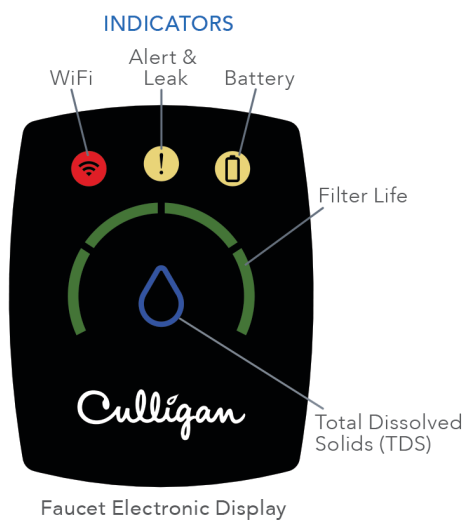 INDICATORS
WiFi
Alert &
Leak
Battery
!
Filter Life
Culligan
Total Dissolved
Solids (TDS)
Faucet Electronic Display